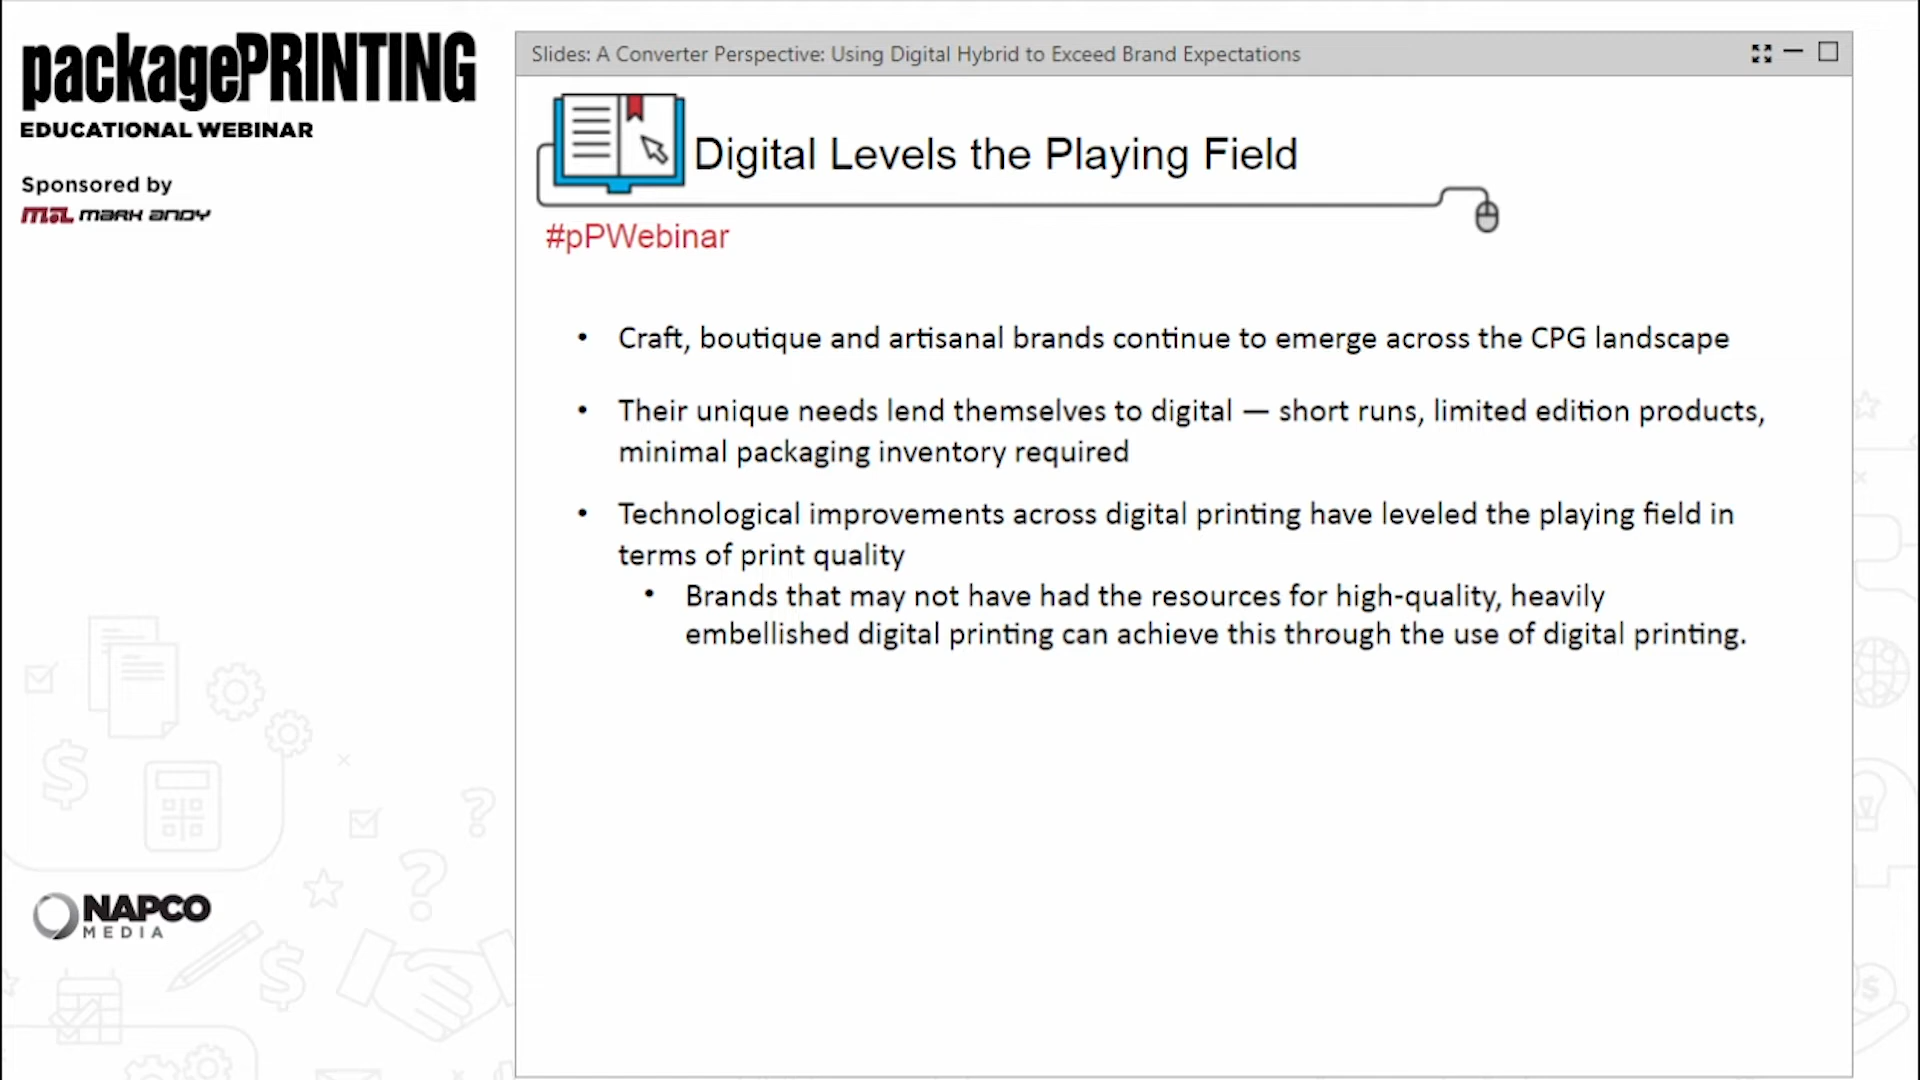 packagePRINTING
EDUCATIONAL WEBINAR
Sponsored by
mark andy
Slides: A Converter Perspective: Using Digital Hybrid to Exceed Brand Expectations
Digital Levels the Playing Field
#pPWebinar
• Craft, boutique and artisanal brands continue to emerge across the CPG landscape
• Their unique needs lend themselves to digital — short runs, limited edition products,
minimal packaging inventory required
• Technological improvements across digital printing have leveled the playing field in
terms of print quality
• Brands that may not have had the resources for high-quality, heavily
embellished digital printing can achieve this through the use of digital printing.
NAPCO
MEDIA